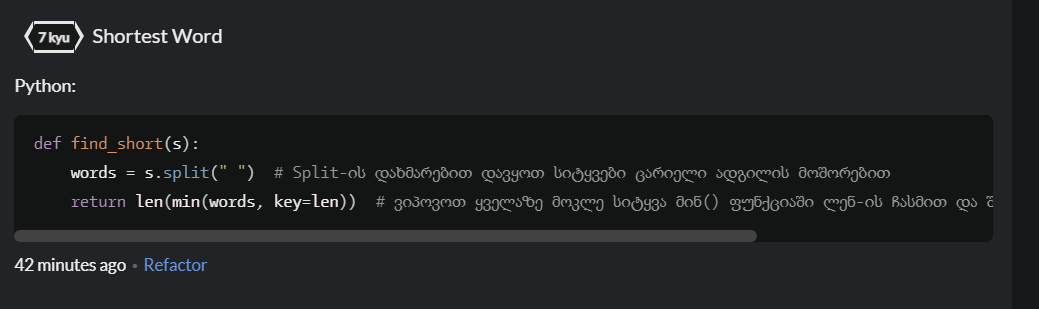 7 kyu Shortest Word
Python:
def find_short(s):
words = s.split(" ")  # Split-ის დახმარებით დავყოთ სიტყვები ცარიელი ადგილის მოშორებით
return len(min(words, key=len))  # ვიპოვოთ ყველაზე მოკლე სიტყვა მინ() ფუნქციაში ლენ-ის ჩასმით და
42 minutes ago • Refactor